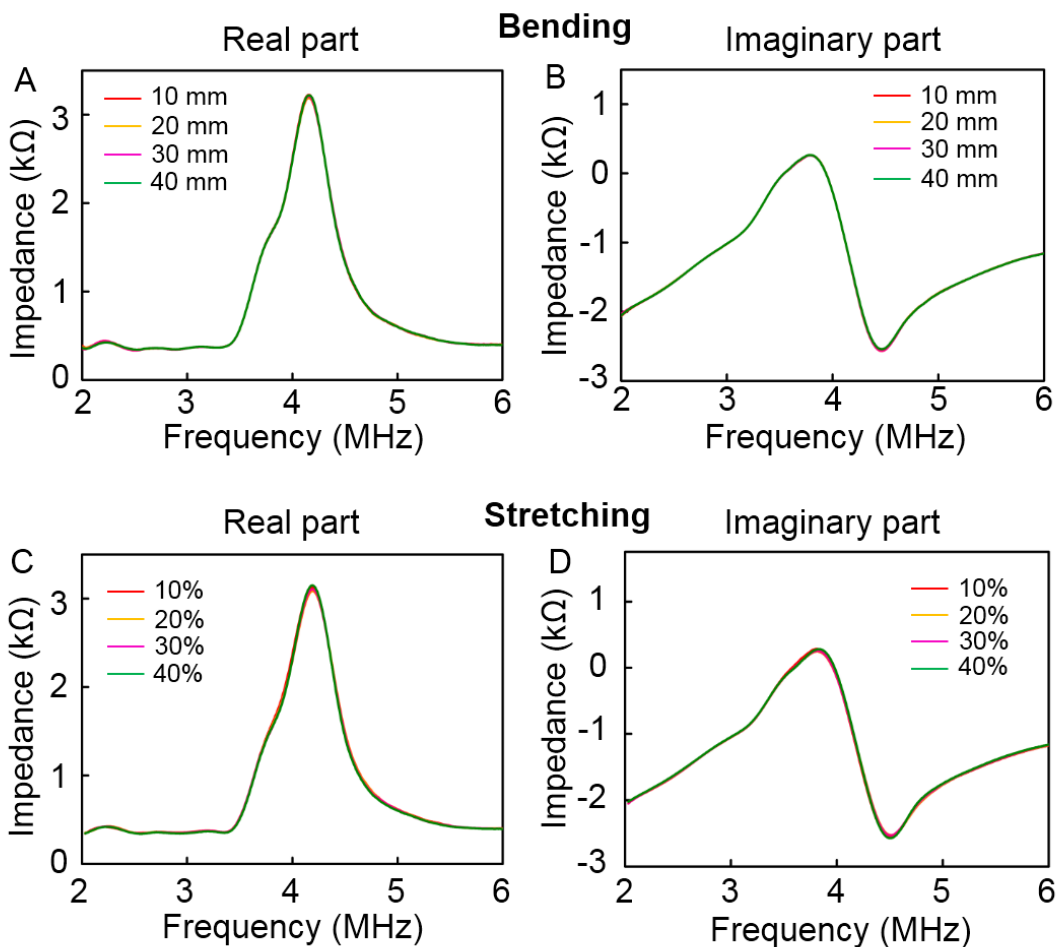 Bending
Real part
Imaginary part
A
10 mm
20 mm
30 mm
40 mm
Impedance (kΩ)
3
2
1
0
2
3
4
5
6
Frequency (MHz)
B
10 mm
20 mm
30 mm
40 mm
Impedance (kΩ)
1
0
-1
-2
-3
2
3
4
5
6
Frequency (MHz)
Stretching
Real part
Imaginary part
C
10%
20%
30%
40%
Impedance (kΩ)
3
2
1
0
2
3
4
5
6
Frequency (MHz)
D
10%
20%
30%
40%
Impedance (kΩ)
1
0
-1
-2
-3
2
3
4
5
6
Frequency (MHz)